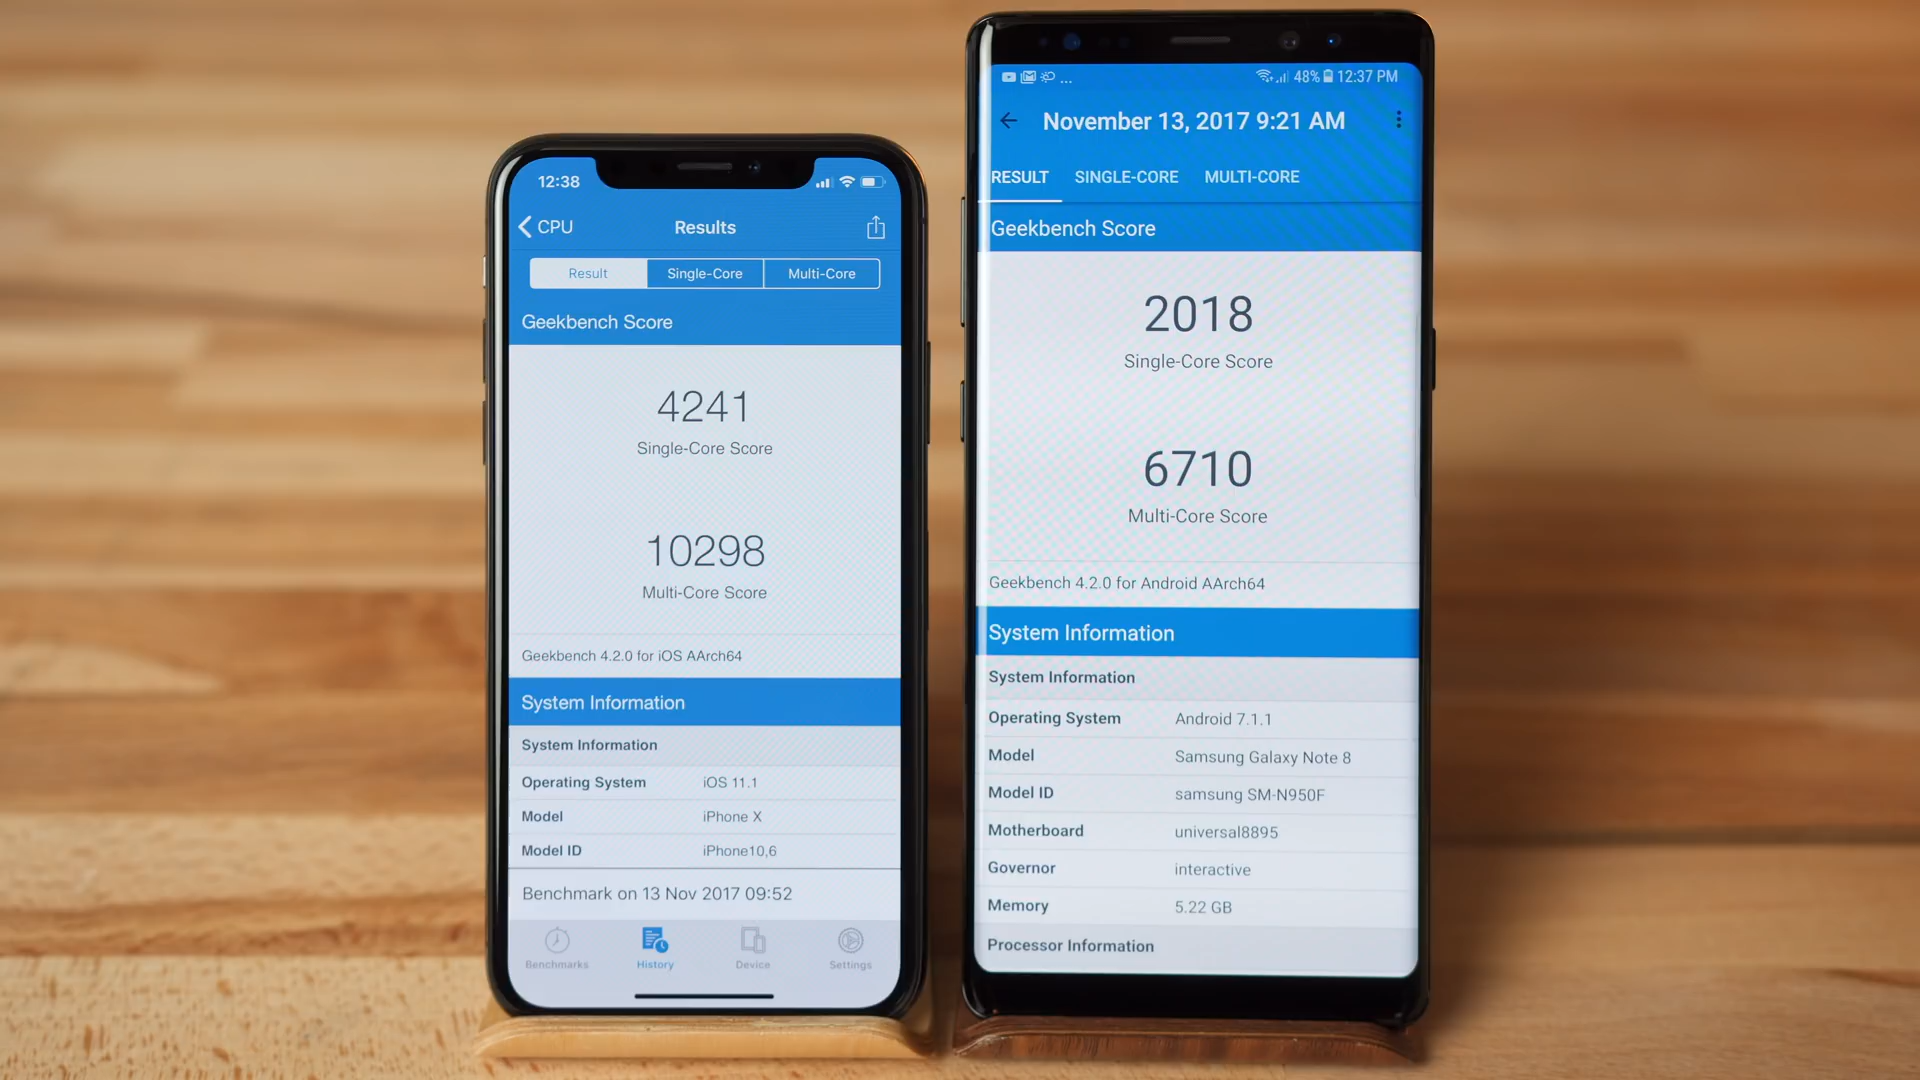 12:38
CPU
Results
Result
Single-Core
Multi-Core
Geekbench Score
4241
Single-Core Score
10298
Multi-Core Score
Geekbench 4.2.0 for iOS AArch64
System Information
System Information
Operating System iOS 11.1
Model iPhone X
Model ID iPhone10,6
Benchmark on 13 Nov 2017 09:52
Benchmarks
History
Device
Settings
... 48% 12:37 PM
November 13, 2017 9:21 AM
RESULT SINGLE-CORE MULTI-CORE
Geekbench Score
2018
Single-Core Score
6710
Multi-Core Score
Geekbench 4.2.0 for Android AArch64
System Information
System Information
Operating System Android 7.1.1
Model Samsung Galaxy Note 8
Model ID samsung SM-N950F
Motherboard universal8895
Governor interactive
Memory 5.22 GB
Processor Information